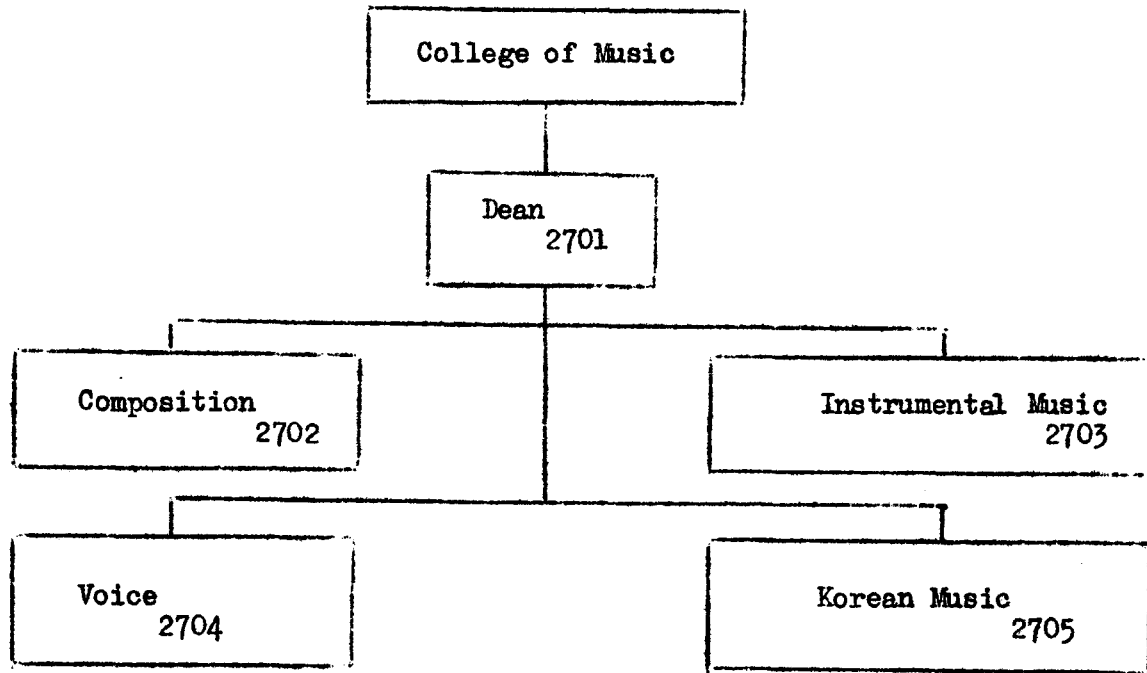 College of Music
Dean
2701
Composition
2702
Instrumental Music
2703
Voice
2704
Korean Music
2705